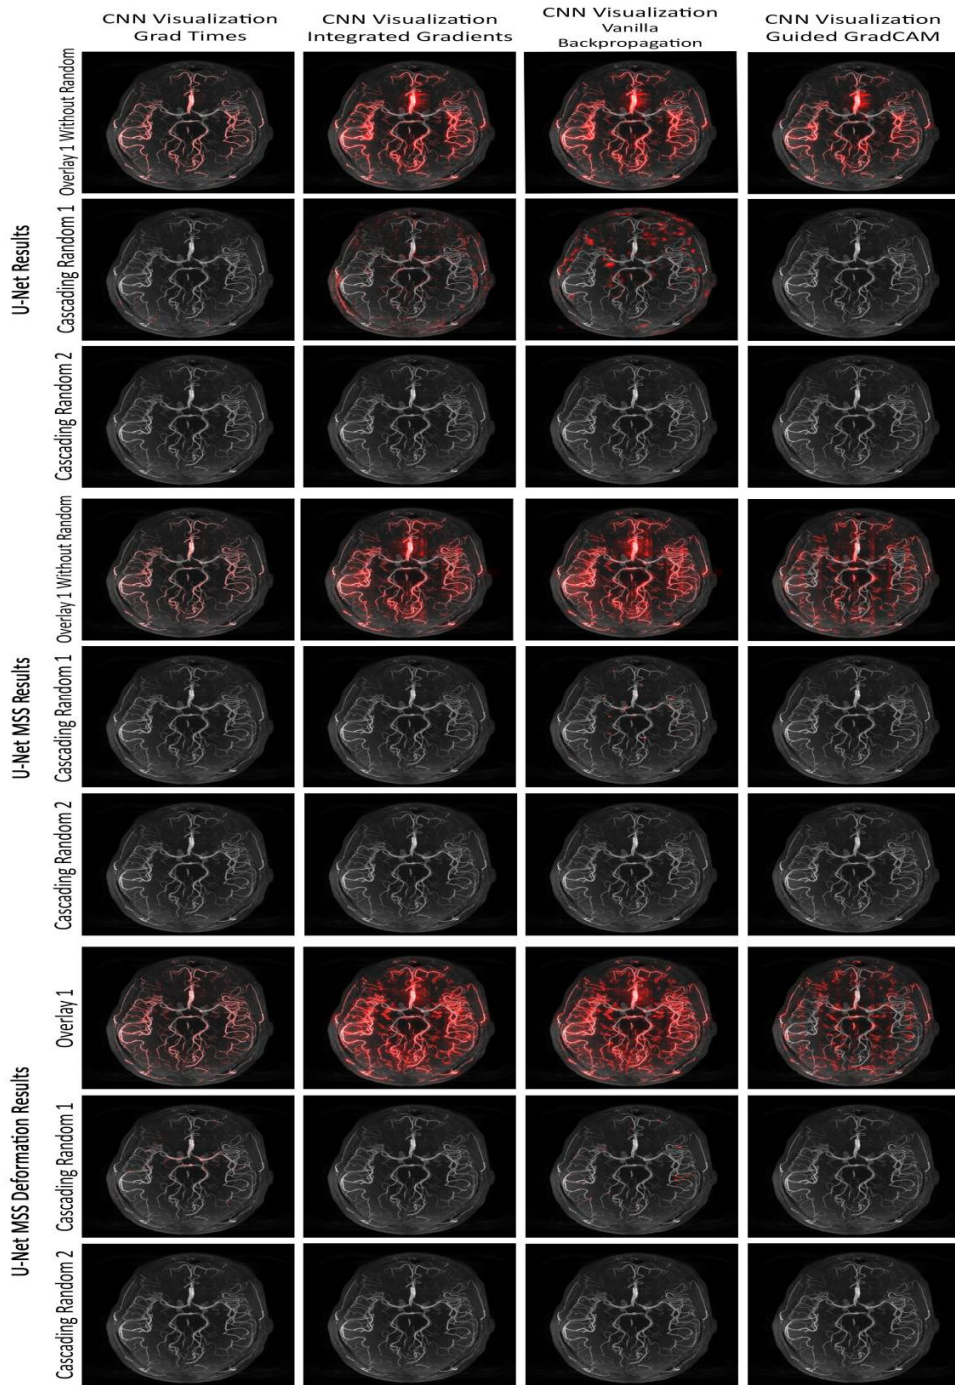 CNN Visualization
Grad Times
CNN Visualization
Integrated Gradients
CNN Visualization
Vanilla
Backpropagation
CNN Visualization
Guided GradCAM
U-Net Results
Overlay 1 Without Random
Cascading Random 1
Cascading Random 2
U-Net MSS Results
Overlay 1 Without Random
Cascading Random 1
Cascading Random 2
U-Net MSS Deformation Results
Overlay 1
Cascading Random 1
Cascading Random 2